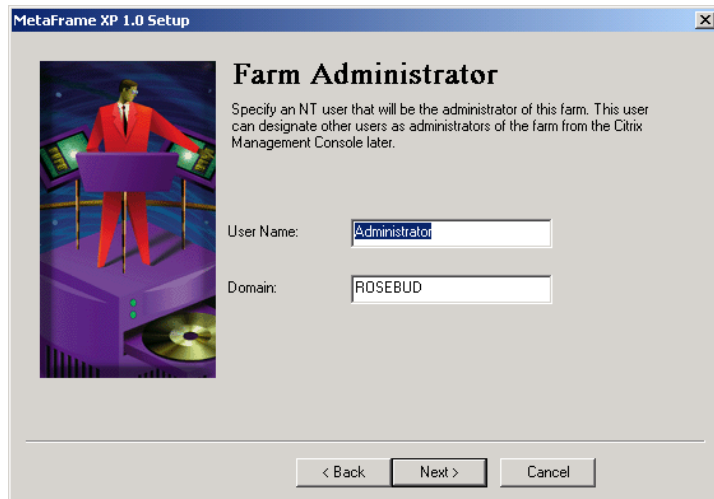 MetaFrame XP 1.0 Setup
Farm Administrator
Specify an NT user that will be the administrator of this farm. This user
can designate other users as administrators of the farm from the Citrix
Management Console later.
User Name:
Administrator
Domain:
ROSEBUD
< Back
Next >
Cancel